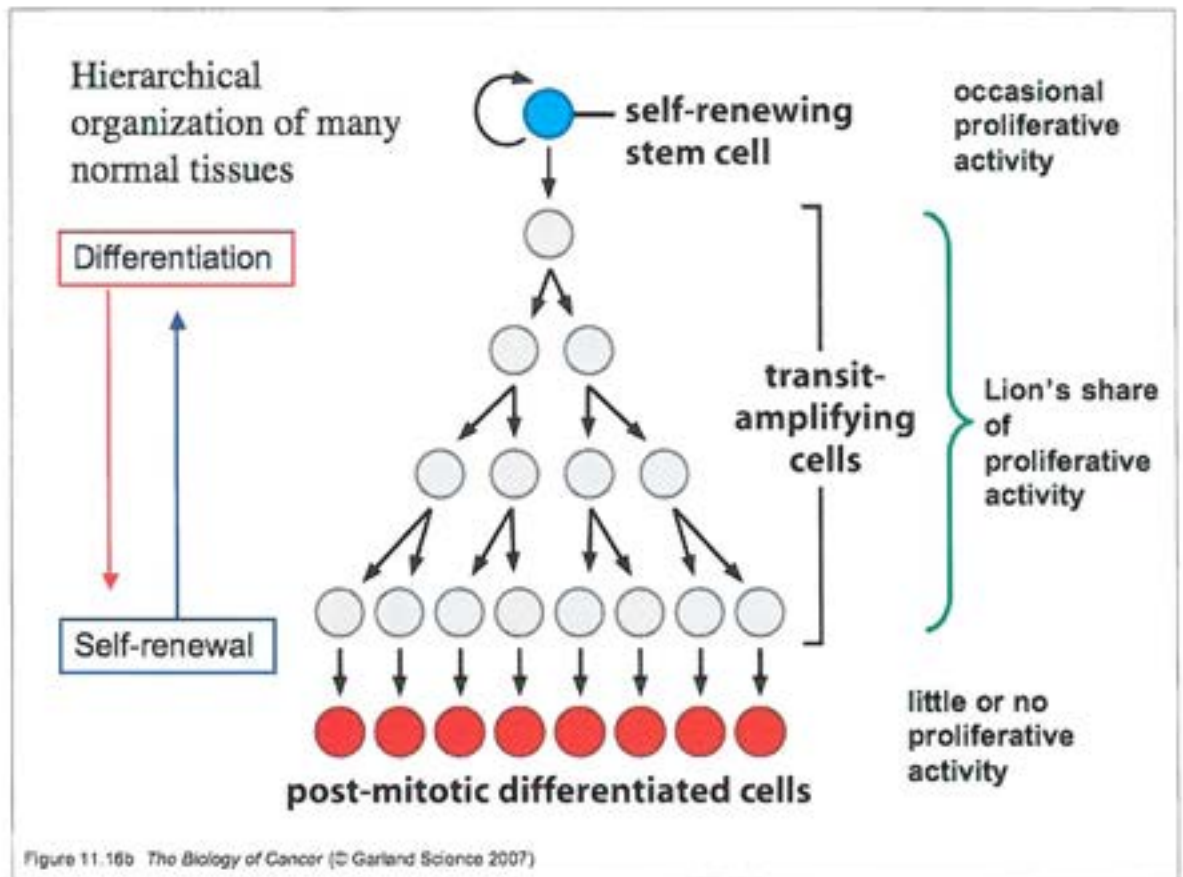 Hierarchical
organization of many
normal tissues
self-renewing
stem cell
occasional
proliferative
activity
Differentiation
transit-
amplifying
cells
Lion's share
of
proliferative
activity
Self-renewal
little or no
proliferative
activity
post-mitotic differentiated cells
Figure 11.16b The Biology of Cancer (© Garland Science 2007)